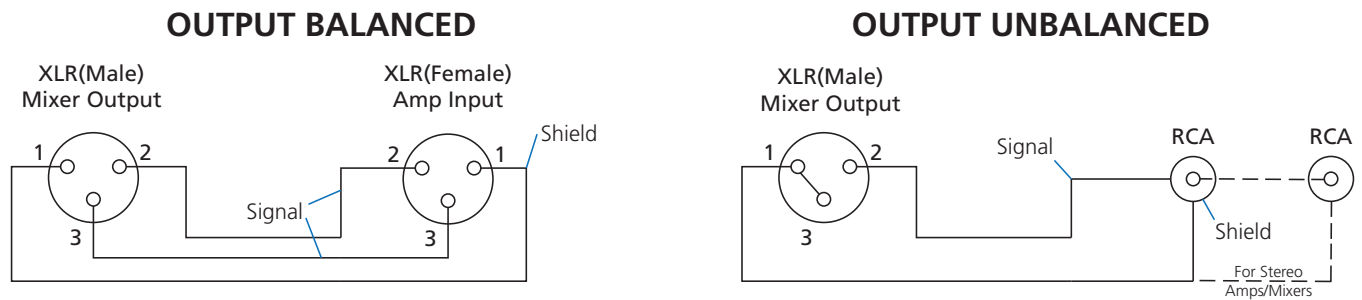 OUTPUT BALANCED
XLR(Male)
Mixer Output
XLR(Female)
Amp Input
Shield
1
2
2
1
Signal
3
3
OUTPUT UNBALANCED
XLR(Male)
Mixer Output
Signal
RCA
RCA
1
2
3
Shield
For Stereo
Amps/Mixers